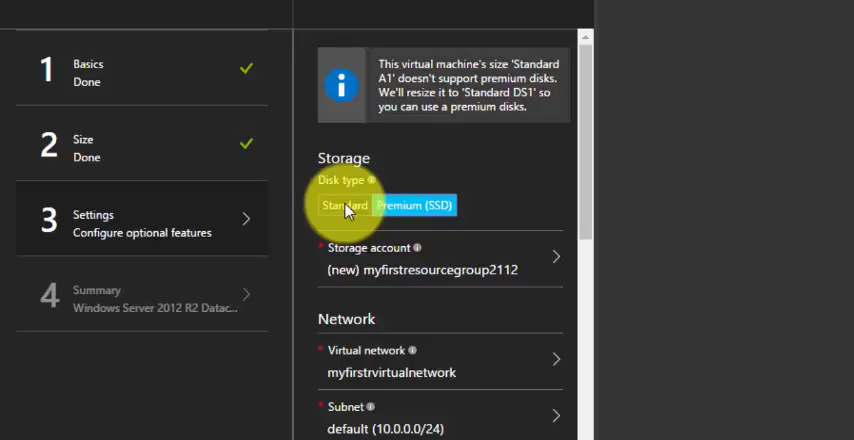 1
Basics
Done
2
Size
Done
3
Settings
Configure optional features
4
Summary
Windows Server 2012 R2 Datac...
This virtual machine's size 'Standard
A1' doesn't support premium disks.
We'll resize it to 'Standard DS1' so
you can use a premium disks.
Storage
Disk type
Standard Premium (SSD)
* Storage account
(new) myfirstresourcegroup2112
Network
* Virtual network
myfirstrvirtualnetwork
* Subnet
default (10.0.0.0/24)